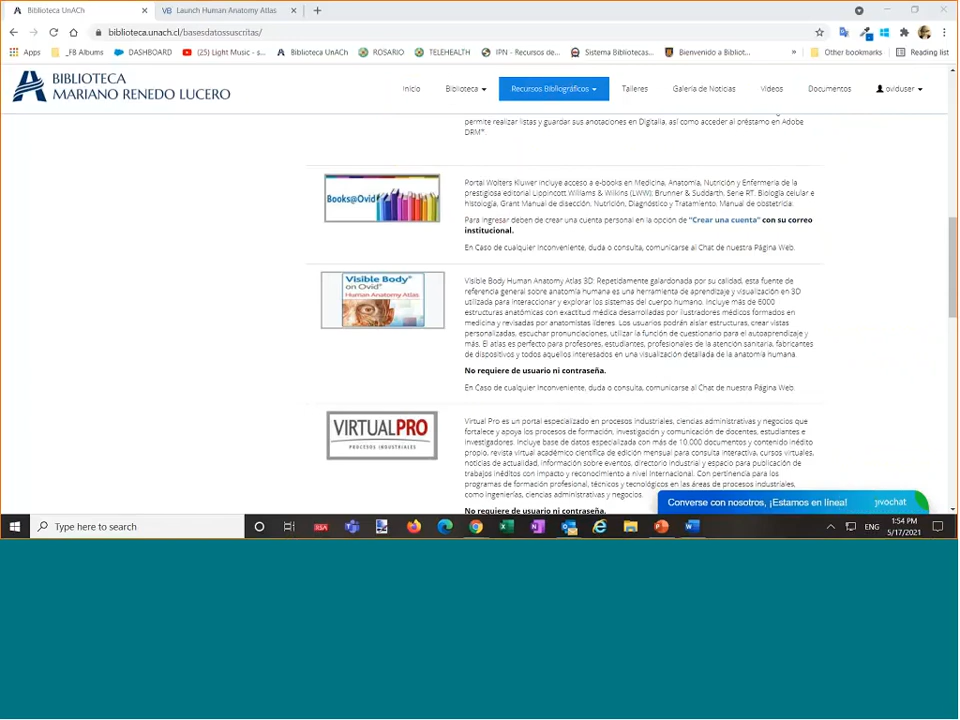 Biblioteca UnACh
Launch Human Anatomy Atlas
biblioteca.unach.cl/basesdatossuscritas/
Apps
_FB Albums
DASHBOARD
(25) Light Music - s...
Biblioteca UnACh
ROSARIO
TELEHEALTH
IPN - Recursos de...
Sistema Bibliotecas...
Bienvenido a Bibliot...
»
Other bookmarks
Reading list
BIBLIOTECA
MARIANO RENEDO LUCERO
Inicio
Biblioteca
Recursos Bibliográficos
Talleres
Galería de Noticias
Videos
Documentos
oviduser
permite realizar listas y guardar sus anotaciones en Digitalia, así como acceder al préstamo en Adobe
DRM".
Books@Ovid
Portal Wolters Kluwer incluye acceso a e-books en Medicina, Anatomía, Nutrición y Enfermería de la
prestigiosa editorial Lippincott Williams & Wilkins (LWW); Brunner & Suddarth, Serie RT. Biología celular e
histología, Grant Manual de disección, Nutrición, Diagnóstico y Tratamiento. Manual de obstetricia.
Para ingresar deben de crear una cuenta personal en la opción de "Crear una cuenta" con su correo
institucional.
En Caso de cualquier inconveniente, duda o consulta, comunicarse al Chat de nuestra Página Web.
Visible Body®
on Ovid®
Human Anatomy Atlas
Visible Body Human Anatomy Atlas 3D: Repetidamente galardonada por su calidad, esta fuente de
referencia general sobre anatomía humana es una herramienta de aprendizaje y visualización en 3D
utilizada para interaccionar y explorar los sistemas del cuerpo humano. Incluye más de 6000
estructuras anatómicas con exactitud médica desarrolladas por ilustradores médicos formados en
medicina y revisadas por anatomistas líderes. Los usuarios podrán aislar estructuras, crear vistas
personalizadas, escuchar pronunciaciones, utilizar la función de cuestionario para el autoaprendizaje y
más. El atlas es perfecto para profesores, estudiantes, profesionales de la atención sanitaria, fabricantes
de dispositivos y todos aquellos interesados en una visualización detallada de la anatomía humana.
No requiere de usuario ni contraseña.
En Caso de cualquier inconveniente, duda o consulta, comunicarse al Chat de nuestra Página Web.
VIRTUALPRO
PROCESOS INDUSTRIALES
Virtual Pro es un portal especializado en procesos industriales, ciencias administrativas y negocios que
fortalece y apoya los procesos de formación, investigación y comunicación de docentes, estudiantes e
investigadores. Incluye base de datos especializada con más de 10.000 documentos y contenido inédito
propio, revista virtual académico científica de edición mensual para consulta interactiva, cursos virtuales,
noticias de actualidad, información sobre eventos, directorio industrial y espacio para publicación de
trabajos inéditos con impacto y reconocimiento a nivel Internacional. Con pertinencia para los
programas de formación profesional, técnicos y tecnológicos en las áreas de procesos industriales,
como ingenierías, ciencias administrativas y negocios.
No requiere de usuario ni contraseña.
Converse con nosotros, ¡Estamos en línea!
jivochat
Type here to search
RSA
ENG
1:54 PM
5/17/2021